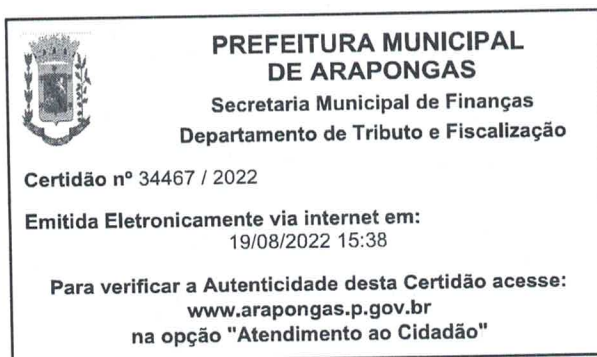 PREFEITURA MUNICIPAL
DE ARAPONGAS
Secretaria Municipal de Finanças
Departamento de Tributo e Fiscalização
Certidão nº 34467 / 2022
Emitida Eletronicamente via internet em:
19/08/2022 15:38
Para verificar a Autenticidade desta Certidão acesse:
www.arapongas.p.gov.br
na opção "Atendimento ao Cidadão"